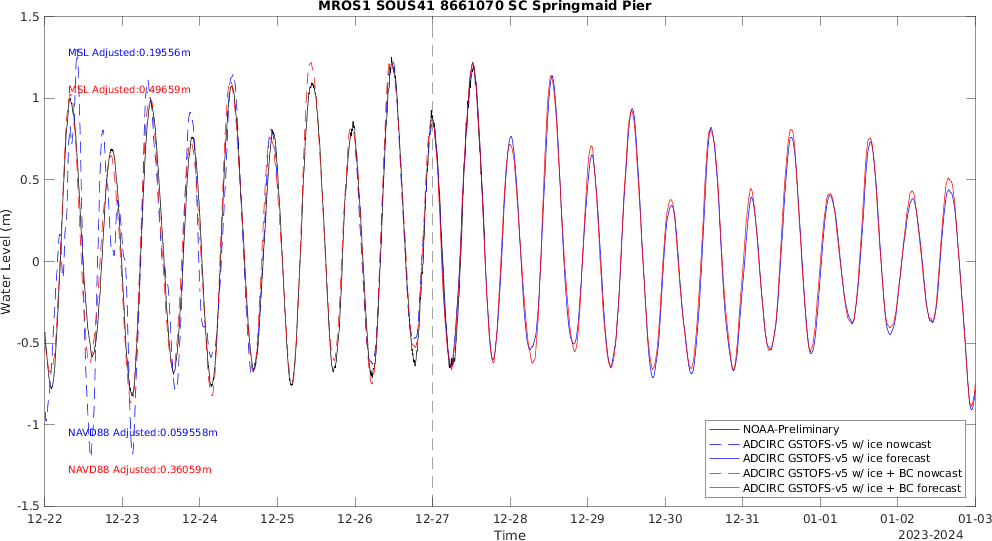 MROS1 SOUS41 8661070 SC Springmaid Pier
Water Level (m)
1.5
1
0.5
0
-0.5
-1
-1.5
MSL Adjusted:0.19556m
MSL Adjusted:0.49659m
NAVD88 Adjusted:0.059558m
NAVD88 Adjusted:0.36059m
NOAA-Preliminary
ADCIRC GSTOFS-v5 w/ ice nowcast
ADCIRC GSTOFS-v5 w/ ice forecast
ADCIRC GSTOFS-v5 w/ ice + BC nowcast
ADCIRC GSTOFS-v5 w/ ice + BC forecast
12-22 12-23 12-24 12-25 12-26 12-27 12-28 12-29 12-30 12-31 01-01 01-02 01-03
Time
2023-2024